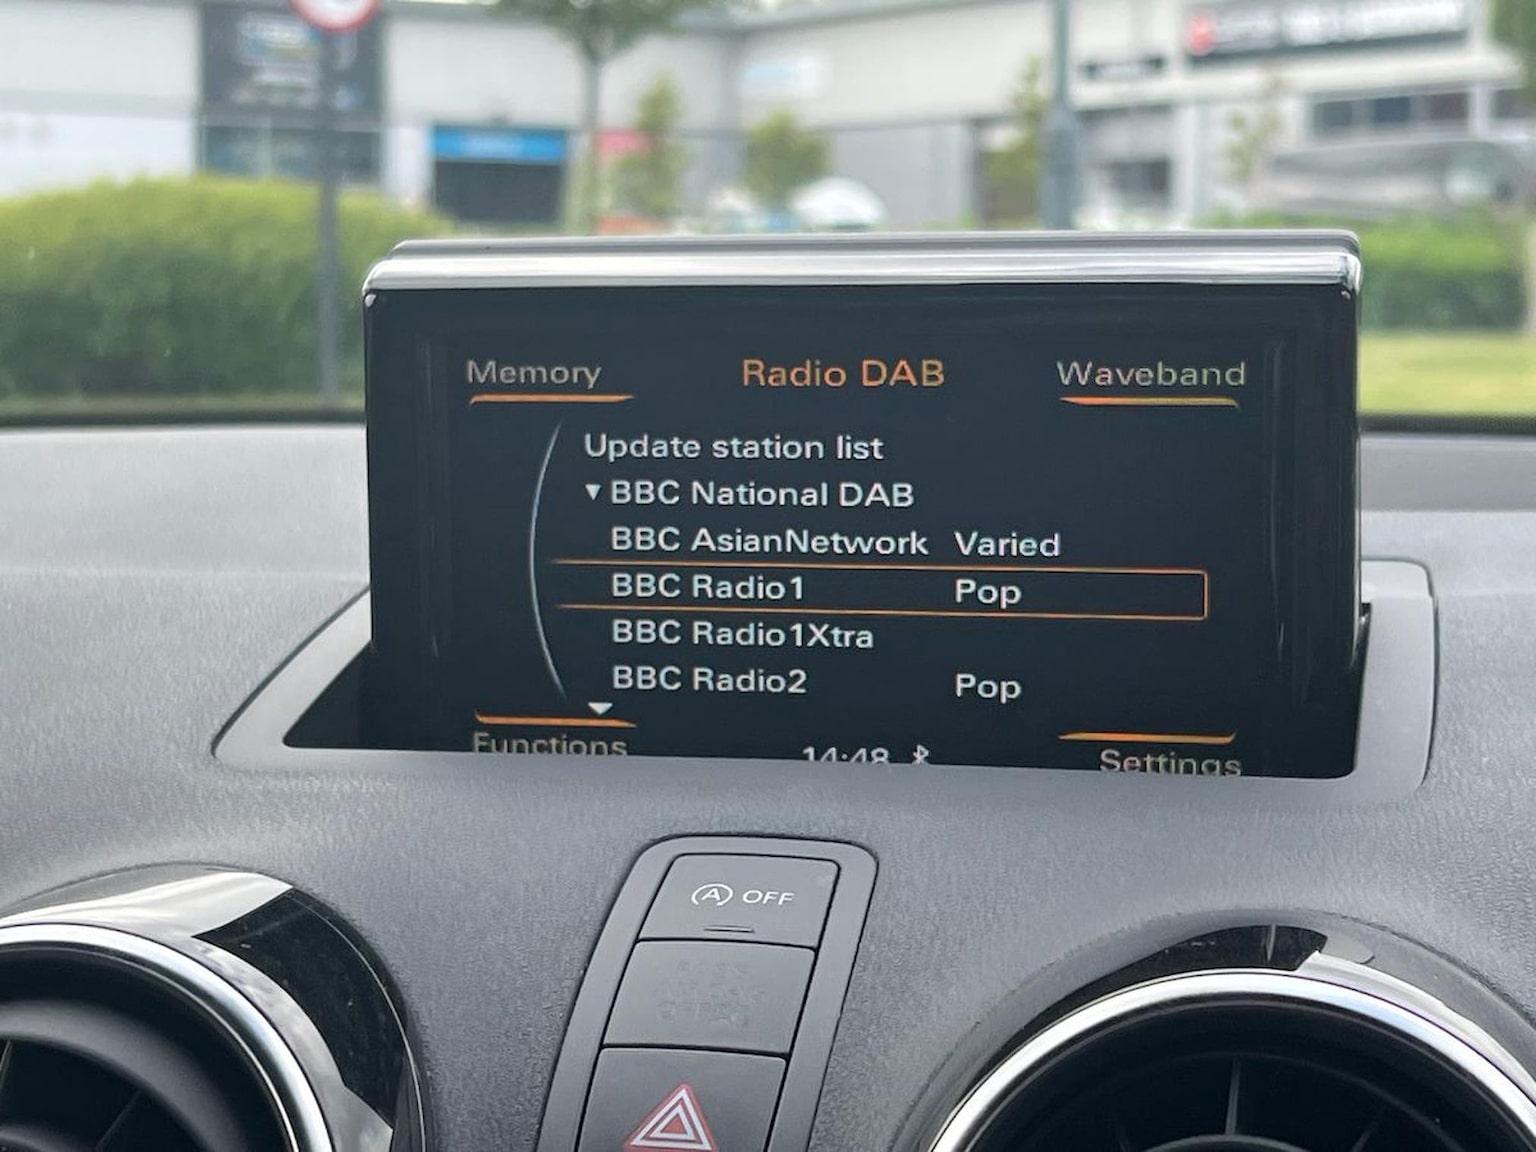 Memory Radio DAB Waveband
Update station list
▼ BBC National DAB
BBC AsianNetwork Varied
BBC Radio1 Pop
BBC Radio1Xtra
BBC Radio2 Pop
Functions 14:48 Settings
A OFF